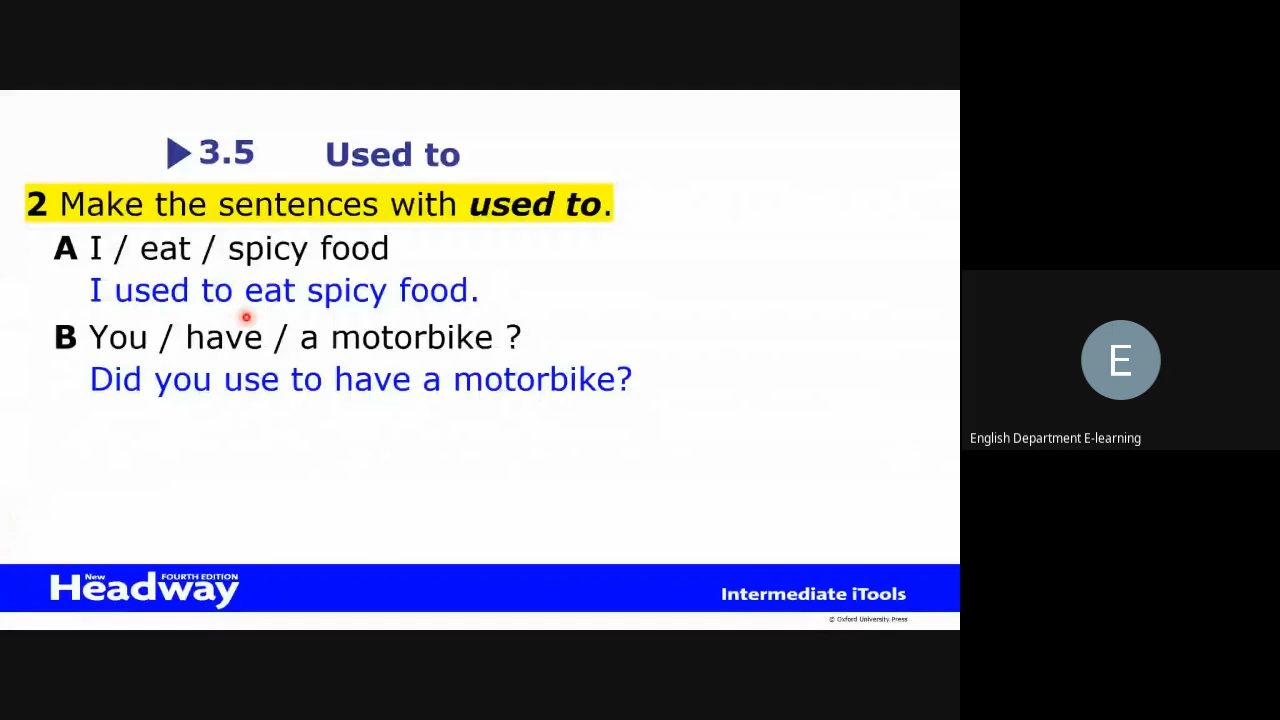 3.5 Used to
2 Make the sentences with used to.
A I / eat / spicy food
I used to eat spicy food.
B You / have / a motorbike ?
Did you use to have a motorbike?
E
English Department E-learning
New Headway FOURTH EDITION
Intermediate iTools
© Oxford University Press